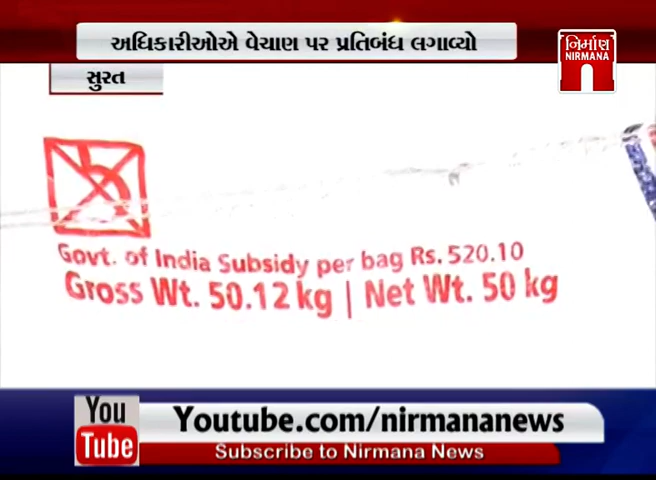 અધિકારીઓએ વેચાણ પર પ્રતિબંધ લગાવ્યો
નિર્માણ
NIRMANA
સુરત
Govt. of India Subsidy per bag Rs. 520.10
Gross Wt. 50.12 kg | Net Wt. 50 kg
You
Tube
Youtube.com/nirmananews
Subscribe to Nirmana News